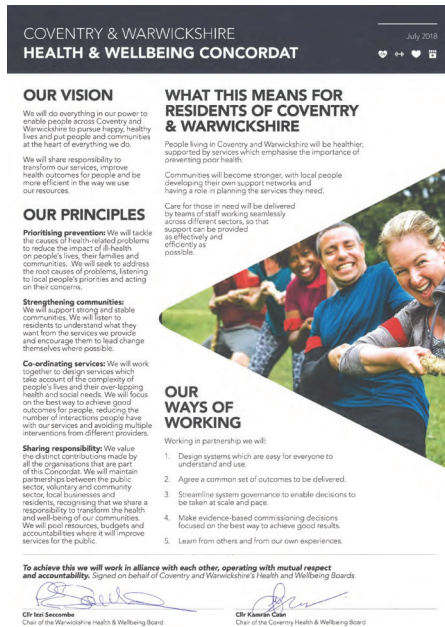 COVENTRY & WARWICKSHIRE
HEALTH & WELLBEING CONCORDAT
July 2018
OUR VISION
We will do everything in our power to
enable people across Coventry and
Warwickshire to pursue happy, healthy
lives and put people and communities
at the heart of everything we do.
We will share responsibility to
transform our services, improve
health outcomes for people and be
more efficient in the way we use
our resources.
OUR PRINCIPLES
Prioritising prevention: We will tackle
the causes of health-related problems
to reduce the impact of ill-health
on people's lives, their families and
communities. We will seek to address
the root causes of problems, listening
to local people's priorities and acting
on their concerns.
Strengthening communities:
We will support strong and stable
communities. We will listen to
residents to understand what they
want from the services we provide
and encourage them to lead change
themselves where possible.
Co-ordinating services: We will work
together to design services which
take account of the complexity of
people's lives and their over-lapping
health and social needs. We will focus
on the best way to achieve good
outcomes for people, reducing the
number of interactions people have
with our services and avoiding multiple
interventions from different providers.
Sharing responsibility: We value
the distinct contributions made by
all the organisations that are part
of this Concordat. We will maintain
partnerships between the public
sector, voluntary and community
sector, local businesses and
residents, recognising that we share a
responsibility to transform the health
and well-being of our communities.
We will pool resources, budgets and
accountabilities where it will improve
services for the public.
WHAT THIS MEANS FOR
RESIDENTS OF COVENTRY
& WARWICKSHIRE
People living in Coventry and Warwickshire will be healthier,
supported by services which emphasise the importance of
preventing poor health.
Communities will become stronger, with local people
developing their own support networks and
having a role in planning the services they need.
Care for those in need will be delivered
by teams of staff working seamlessly
across different sectors, so that
support can be provided
as effectively and
efficiently as
possible.
OUR
WAYS OF
WORKING
Working in partnership we will:
1. Design systems which are easy for everyone to
understand and use.
2. Agree a common set of outcomes to be delivered.
3. Streamline system governance to enable decisions to
be taken at scale and pace.
4. Make evidence-based commissioning decisions
focused on the best way to achieve good results.
5. Learn from others and from our own experiences.
To achieve this we will work in alliance with each other, operating with mutual respect
and accountability. Signed on behalf of Coventry and Warwickshire's Health and Wellbeing Boards
Cllr Izzi Seccombe
Chair of the Warwickshire Health & Wellbeing Board
Cllr Kamran Caan
Chair of the Coventry Health & Wellbeing Board